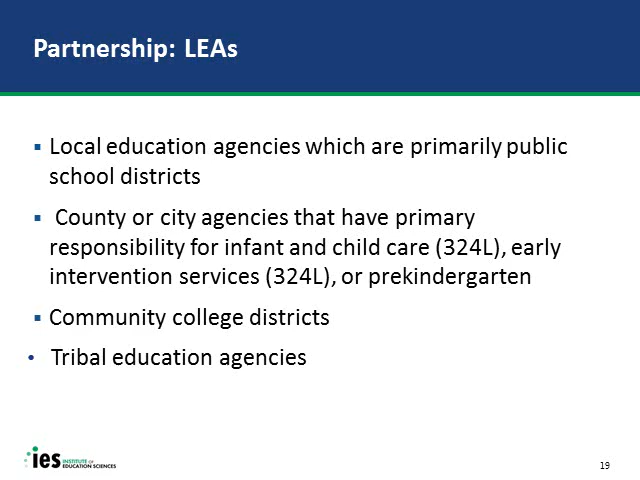 Partnership: LEAs
▪ Local education agencies which are primarily public
school districts
▪ County or city agencies that have primary
responsibility for infant and child care (324L), early
intervention services (324L), or prekindergarten
▪ Community college districts
• Tribal education agencies
ies INSTITUTE OF
EDUCATION SCIENCES
19